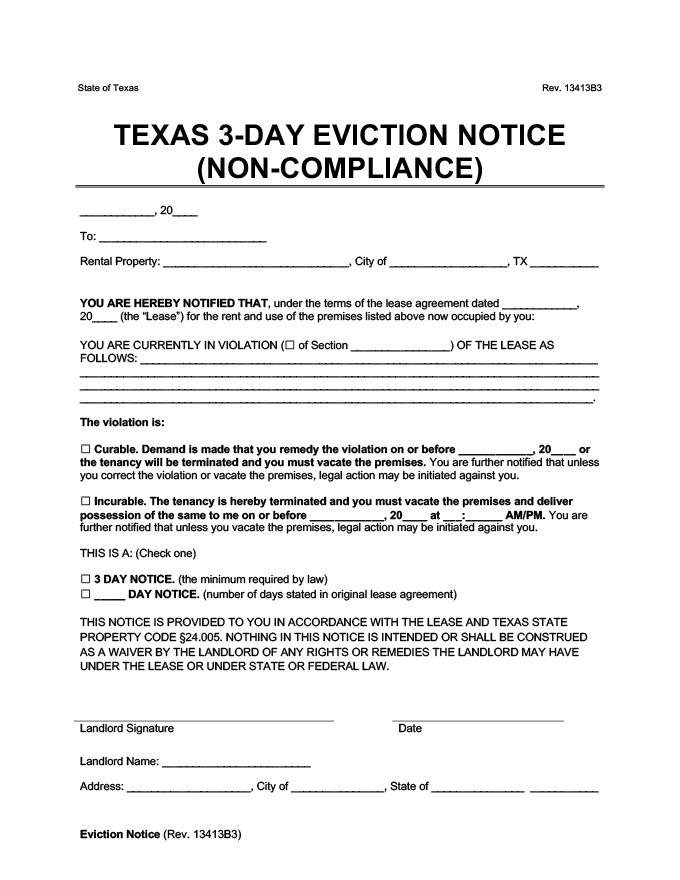 State of Texas Rev. 13413B3
TEXAS 3-DAY EVICTION NOTICE
(NON-COMPLIANCE)
____________, 20____
To: ___________________________
Rental Property: ______________________________, City of ___________________, TX ___________
YOU ARE HEREBY NOTIFIED THAT, under the terms of the lease agreement dated ____________,
20____ (the “Lease”) for the rent and use of the premises listed above now occupied by you:
YOU ARE CURRENTLY IN VIOLATION (☐ of Section ________________) OF THE LEASE AS
FOLLOWS: __________________________________________________________________________
____________________________________________________________________________________
____________________________________________________________________________________
___________________________________________________________________________________.
The violation is:
☐ Curable. Demand is made that you remedy the violation on or before ____________, 20____ or
the tenancy will be terminated and you must vacate the premises. You are further notified that unless
you correct the violation or vacate the premises, legal action may be initiated against you.
☐ Incurable. The tenancy is hereby terminated and you must vacate the premises and deliver
possession of the same to me on or before ____________, 20____ at ___:______ AM/PM. You are
further notified that unless you vacate the premises, legal action may be initiated against you.
THIS IS A: (Check one)
☐ 3 DAY NOTICE. (the minimum required by law)
☐ _____ DAY NOTICE. (number of days stated in original lease agreement)
THIS NOTICE IS PROVIDED TO YOU IN ACCORDANCE WITH THE LEASE AND TEXAS STATE
PROPERTY CODE §24.005. NOTHING IN THIS NOTICE IS INTENDED OR SHALL BE CONSTRUED
AS A WAIVER BY THE LANDLORD OF ANY RIGHTS OR REMEDIES THE LANDLORD MAY HAVE
UNDER THE LEASE OR UNDER STATE OR FEDERAL LAW.
Landlord Signature Date
Landlord Name: ________________________
Address: ____________________, City of _______________, State of _______________ ___________
Eviction Notice (Rev. 13413B3)